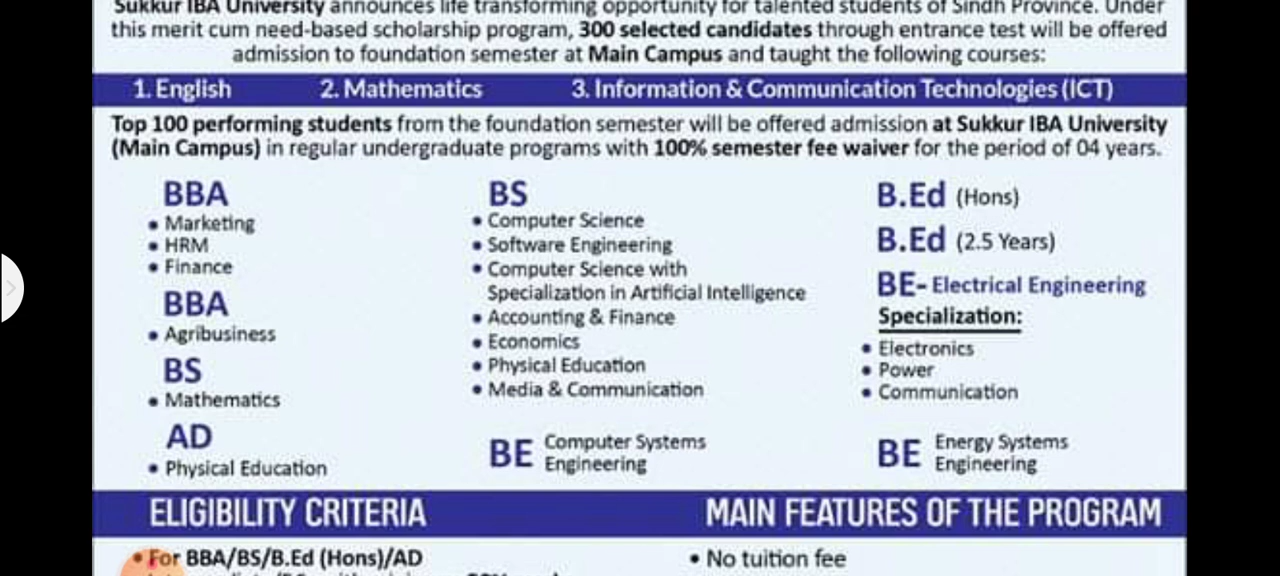 Sukkur IBA University announces life transforming opportunity for talented students of Sindh Province. Under
this merit cum need-based scholarship program, 300 selected candidates through entrance test will be offered
admission to foundation semester at Main Campus and taught the following courses:
1. English 2. Mathematics 3. Information & Communication Technologies (ICT)
Top 100 performing students from the foundation semester will be offered admission at Sukkur IBA University
(Main Campus) in regular undergraduate programs with 100% semester fee waiver for the period of 04 years.
BBA
• Marketing
• HRM
• Finance
BBA
• Agribusiness
BS
• Mathematics
AD
• Physical Education
BS
• Computer Science
• Software Engineering
• Computer Science with
Specialization in Artificial Intelligence
• Accounting & Finance
• Economics
• Physical Education
• Media & Communication
BE Computer Systems
Engineering
B.Ed (Hons)
B.Ed (2.5 Years)
BE- Electrical Engineering
Specialization:
• Electronics
• Power
• Communication
BE Energy Systems
Engineering
ELIGIBILITY CRITERIA
• For BBA/BS/B.Ed (Hons)/AD
MAIN FEATURES OF THE PROGRAM
• No tuition fee